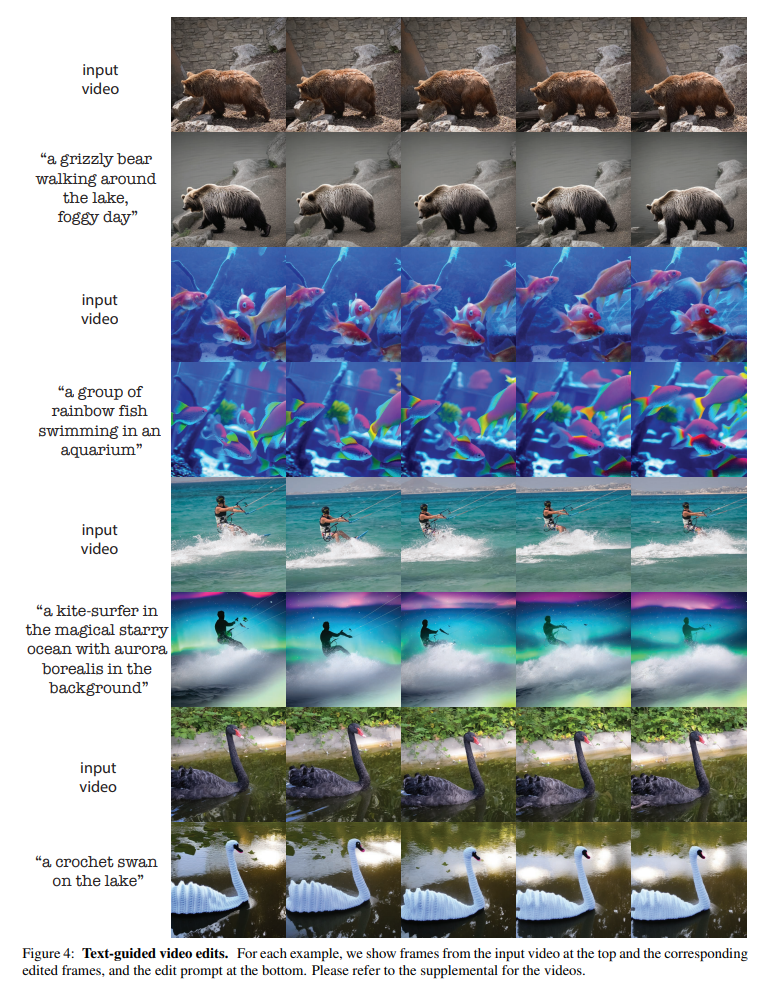 input
video
“a grizzly bear
walking around
the lake,
foggy day”
input
video
“a group of
rainbow fish
swimming in an
aquarium”
input
video
“a kite-surfer in
the magical starry
ocean with aurora
borealis in the
background”
input
video
“a crochet swan
on the lake”
Figure 4: Text-guided video edits. For each example, we show frames from the input video at the top and the corresponding
edited frames, and the edit prompt at the bottom. Please refer to the supplemental for the videos.